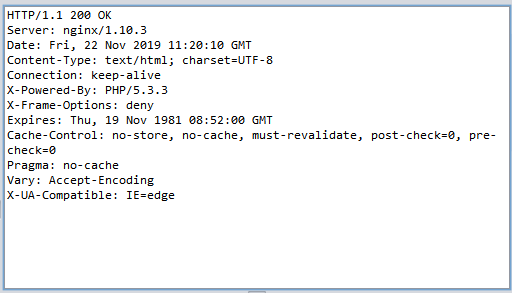 HTTP/1.1 200 OK
Server: nginx/1.10.3
Date: Fri, 22 Nov 2019 11:20:10 GMT
Content-Type: text/html; charset=UTF-8
Connection: keep-alive
X-Powered-By: PHP/5.3.3
X-Frame-Options: deny
Expires: Thu, 19 Nov 1981 08:52:00 GMT
Cache-Control: no-store, no-cache, must-revalidate, post-check=0, pre-
check=0
Pragma: no-cache
Vary: Accept-Encoding
X-UA-Compatible: IE=edge